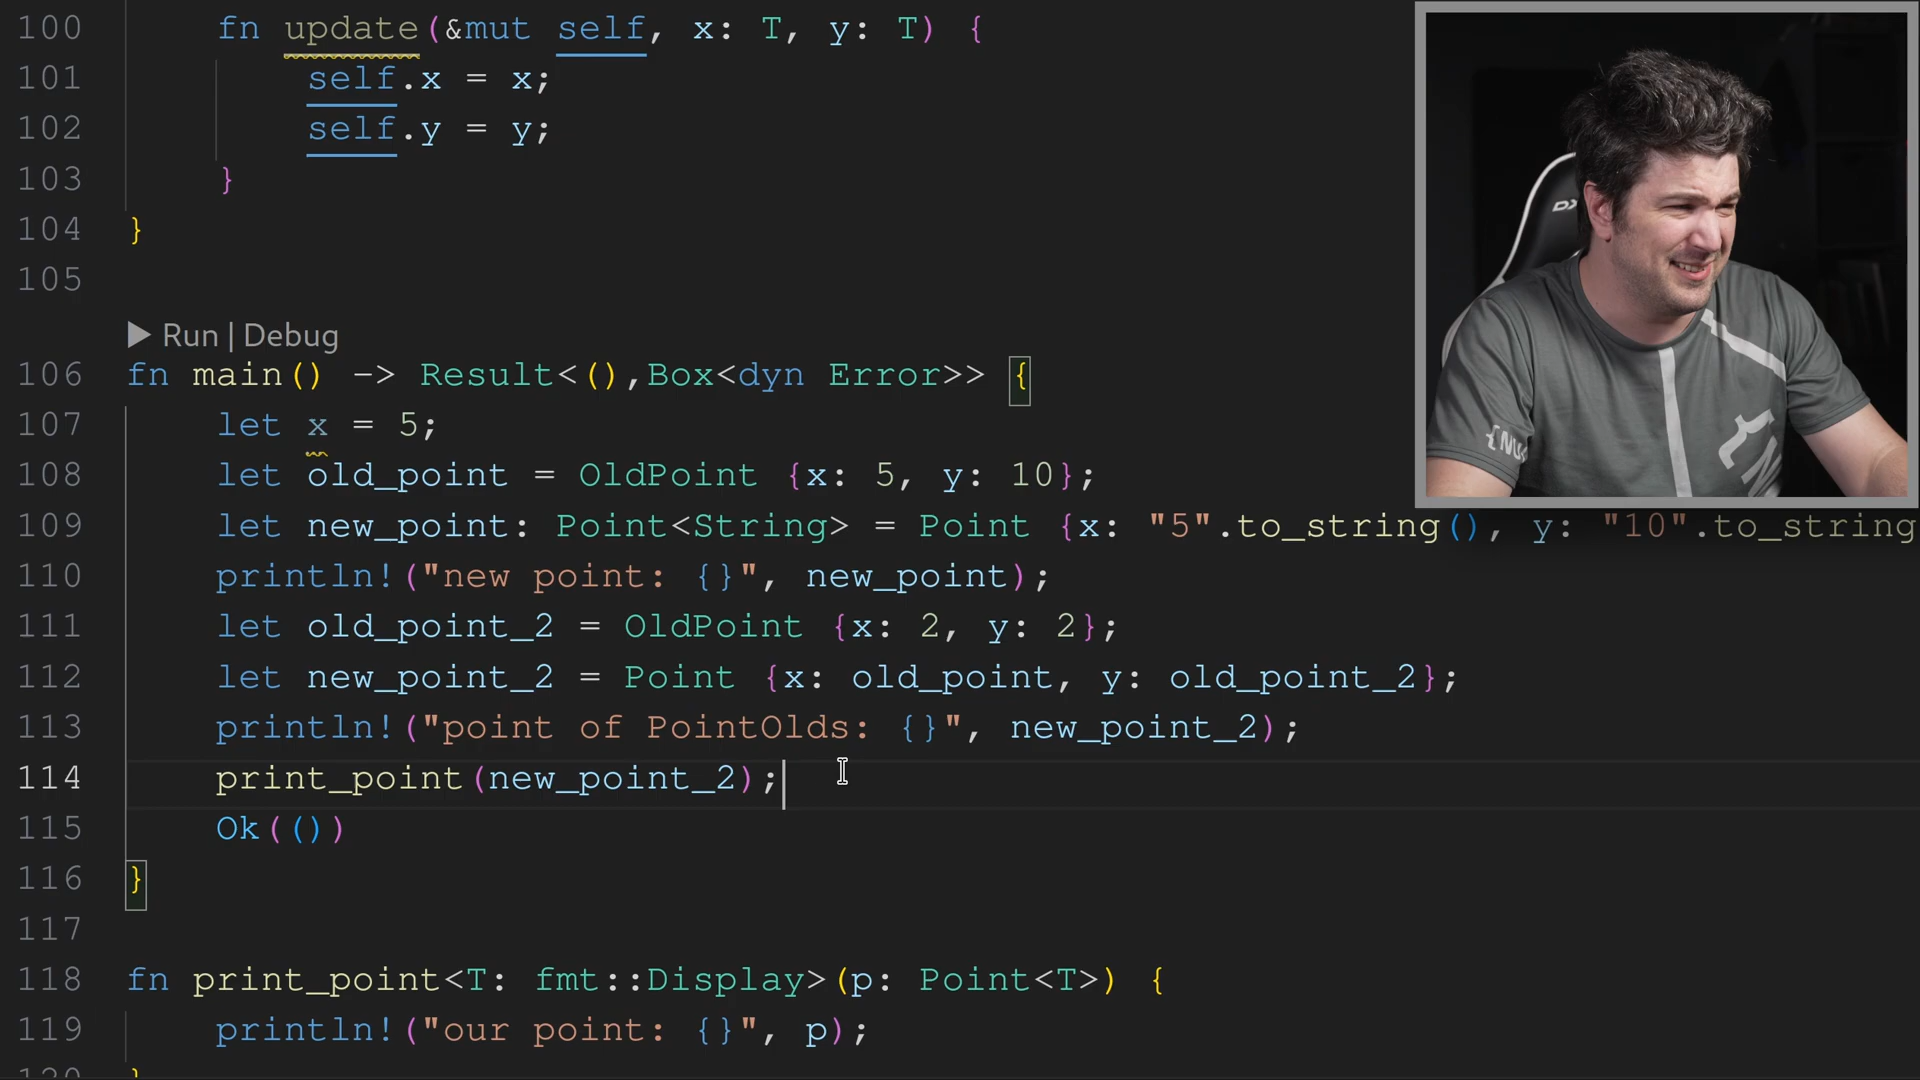 100 fn update(&mut self, x: T, y: T) {
101 self.x = x;
102 self.y = y;
103 }
104 }
105
Run | Debug
106 fn main() -> Result<(),Box<dyn Error>> {
107 let x = 5;
108 let old_point = OldPoint {x: 5, y: 10};
109 let new_point: Point<String> = Point {x: "5".to_string(), y: "10".to_string
110 println!("new point: {}", new_point);
111 let old_point_2 = OldPoint {x: 2, y: 2};
112 let new_point_2 = Point {x: old_point, y: old_point_2};
113 println!("point of PointOlds: {}", new_point_2);
114 print_point(new_point_2);
115 Ok(())
116 }
117
118 fn print_point<T: fmt::Display>(p: Point<T>) {
119 println!("our point: {}", p);
120 }
DX